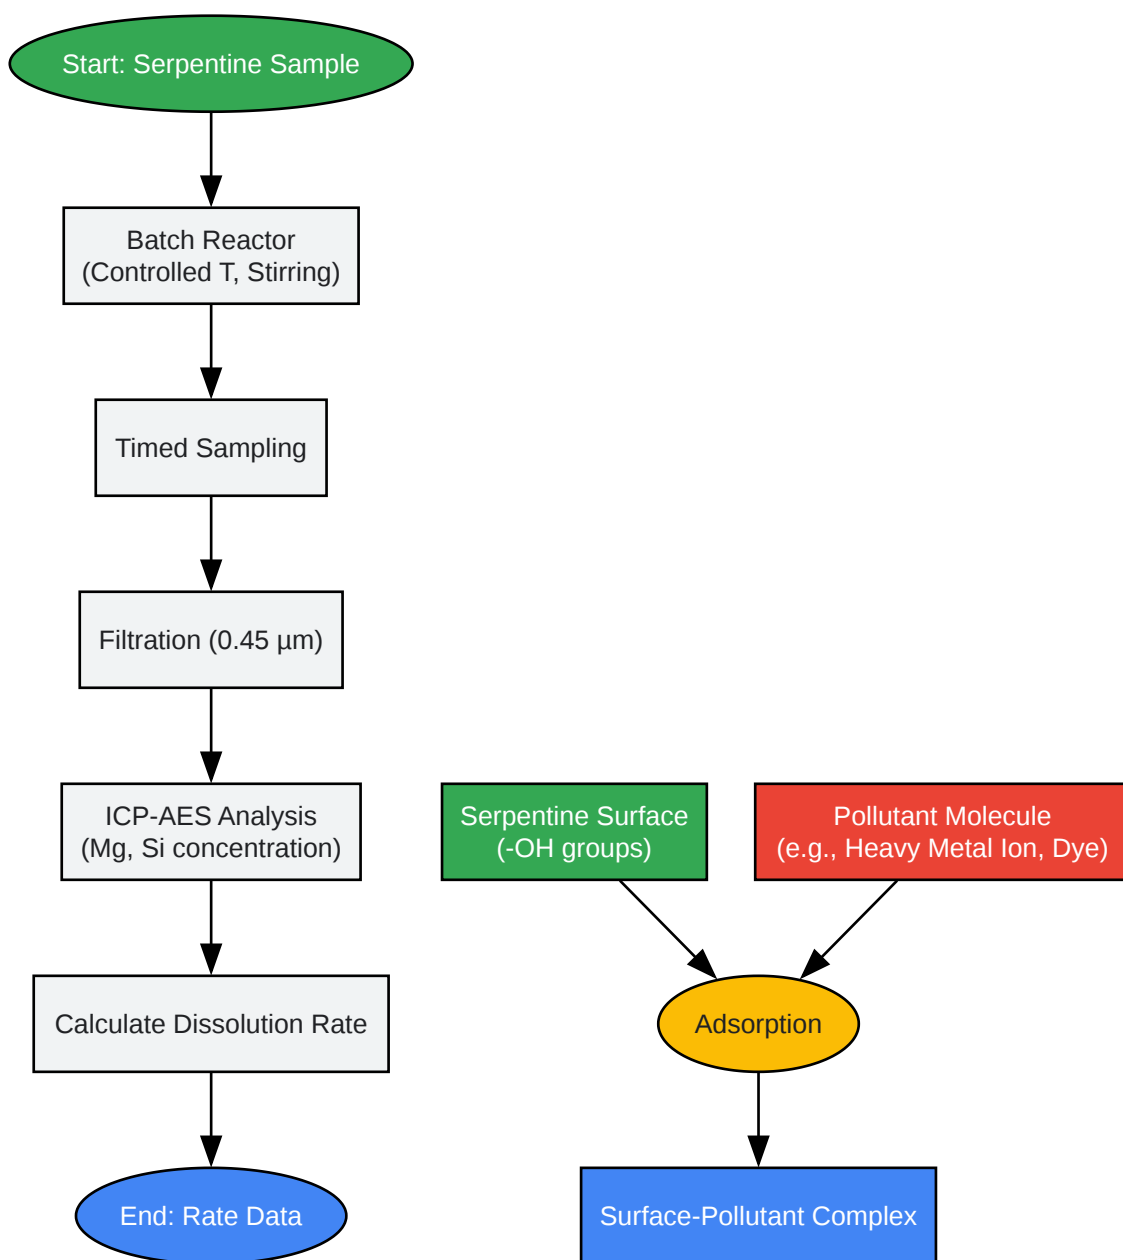 Start: Serpentine Sample
Batch Reactor
(Controlled T, Stirring)
Timed Sampling
Filtration (0.45 µm)
ICP-AES Analysis
(Mg, Si concentration)
Calculate Dissolution Rate
End: Rate Data
Serpentine Surface
(-OH groups)
Pollutant Molecule
(e.g., Heavy Metal Ion, Dye)
Adsorption
Surface-Pollutant Complex